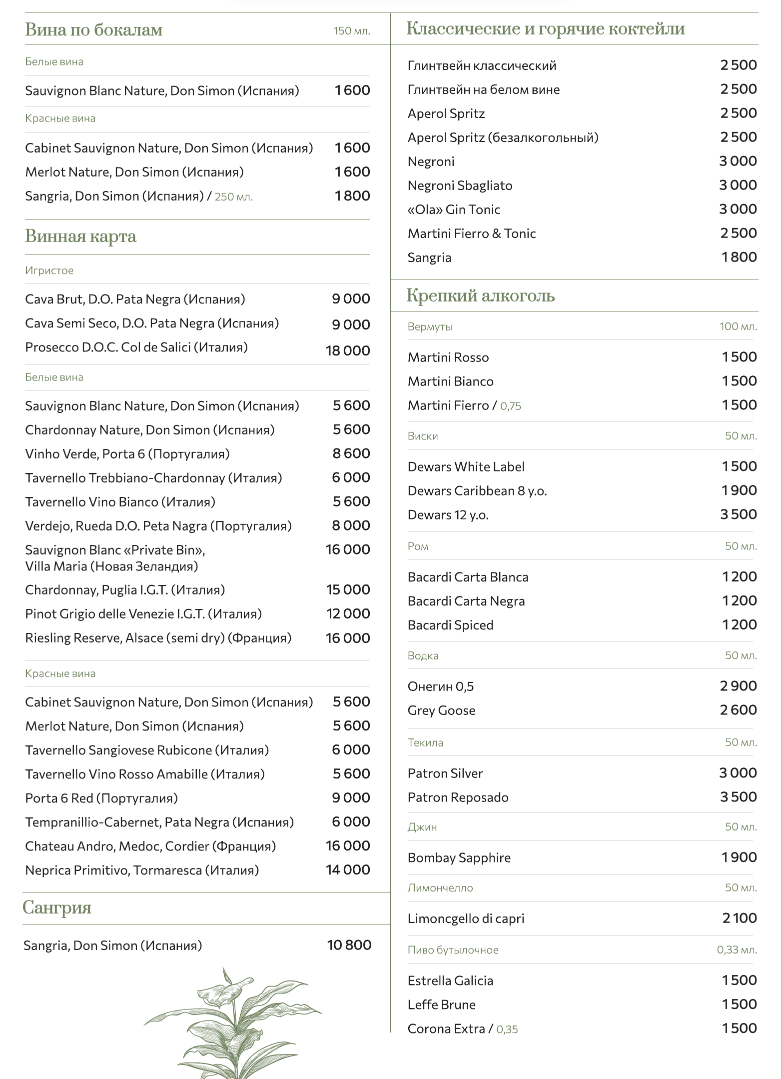 Вина по бокалам 150 мл.
Белые вина
Sauvignon Blanc Nature, Don Simon (Испания) 1 600
Красные вина
Cabinet Sauvignon Nature, Don Simon (Испания) 1 600
Merlot Nature, Don Simon (Испания) 1 600
Sangria, Don Simon (Испания) / 250 мл. 1 800
Винная карта
Игристое
Cava Brut, D.O. Pata Negra (Испания) 9 000
Cava Semi Seco, D.O. Pata Negra (Испания) 9 000
Prosecco D.O.C. Col de Salici (Италия) 18 000
Белые вина
Sauvignon Blanc Nature, Don Simon (Испания) 5 600
Chardonnay Nature, Don Simon (Испания) 5 600
Vinho Verde, Porta 6 (Португалия) 8 600
Tavernello Trebbiano-Chardonnay (Италия) 6 000
Tavernello Vino Bianco (Италия) 5 600
Verdejo, Rueda D.O. Peta Nagra (Португалия) 8 000
Sauvignon Blanc «Private Bin», 16 000
Villa Maria (Новая Зеландия)
Chardonnay, Puglia I.G.T. (Италия) 15 000
Pinot Grigio delle Venezie I.G.T. (Италия) 12 000
Riesling Reserve, Alsace (semi dry) (Франция) 16 000
Красные вина
Cabinet Sauvignon Nature, Don Simon (Испания) 5 600
Merlot Nature, Don Simon (Испания) 5 600
Tavernello Sangiovese Rubicone (Италия) 6 000
Tavernello Vino Rosso Amabille (Италия) 5 600
Porta 6 Red (Португалия) 9 000
Tempranillio-Cabernet, Pata Negra (Испания) 6 000
Chateau Andro, Medoc, Cordier (Франция) 16 000
Neprica Primitivo, Tormaresca (Италия) 14 000
Сангрия
Sangria, Don Simon (Испания) 10 800
Классические и горячие коктейли
Глинтвейн классический 2 500
Глинтвейн на белом вине 2 500
Aperol Spritz 2 500
Aperol Spritz (безалкогольный) 2 500
Negroni 3 000
Negroni Sbagliato 3 000
«Ola» Gin Tonic 3 000
Martini Fierro & Tonic 2 500
Sangria 1 800
Крепкий алкоголь
Вермуты 100 мл.
Martini Rosso 1 500
Martini Bianco 1 500
Martini Fierro / 0,75 1 500
Виски 50 мл.
Dewars White Label 1 500
Dewars Caribbean 8 y.o. 1 900
Dewars 12 y.o. 3 500
Ром 50 мл.
Bacardi Carta Blanca 1 200
Bacardi Carta Negra 1 200
Bacardi Spiced 1 200
Водка 50 мл.
Онегин 0,5 2 900
Grey Goose 2 600
Текила 50 мл.
Patron Silver 3 000
Patron Reposado 3 500
Джин 50 мл.
Bombay Sapphire 1 900
Лимончелло 50 мл.
Limoncgello di capri 2 100
Пиво бутылочное 0,33 мл.
Estrella Galicia 1 500
Leffe Brune 1 500
Corona Extra / 0,35 1 500